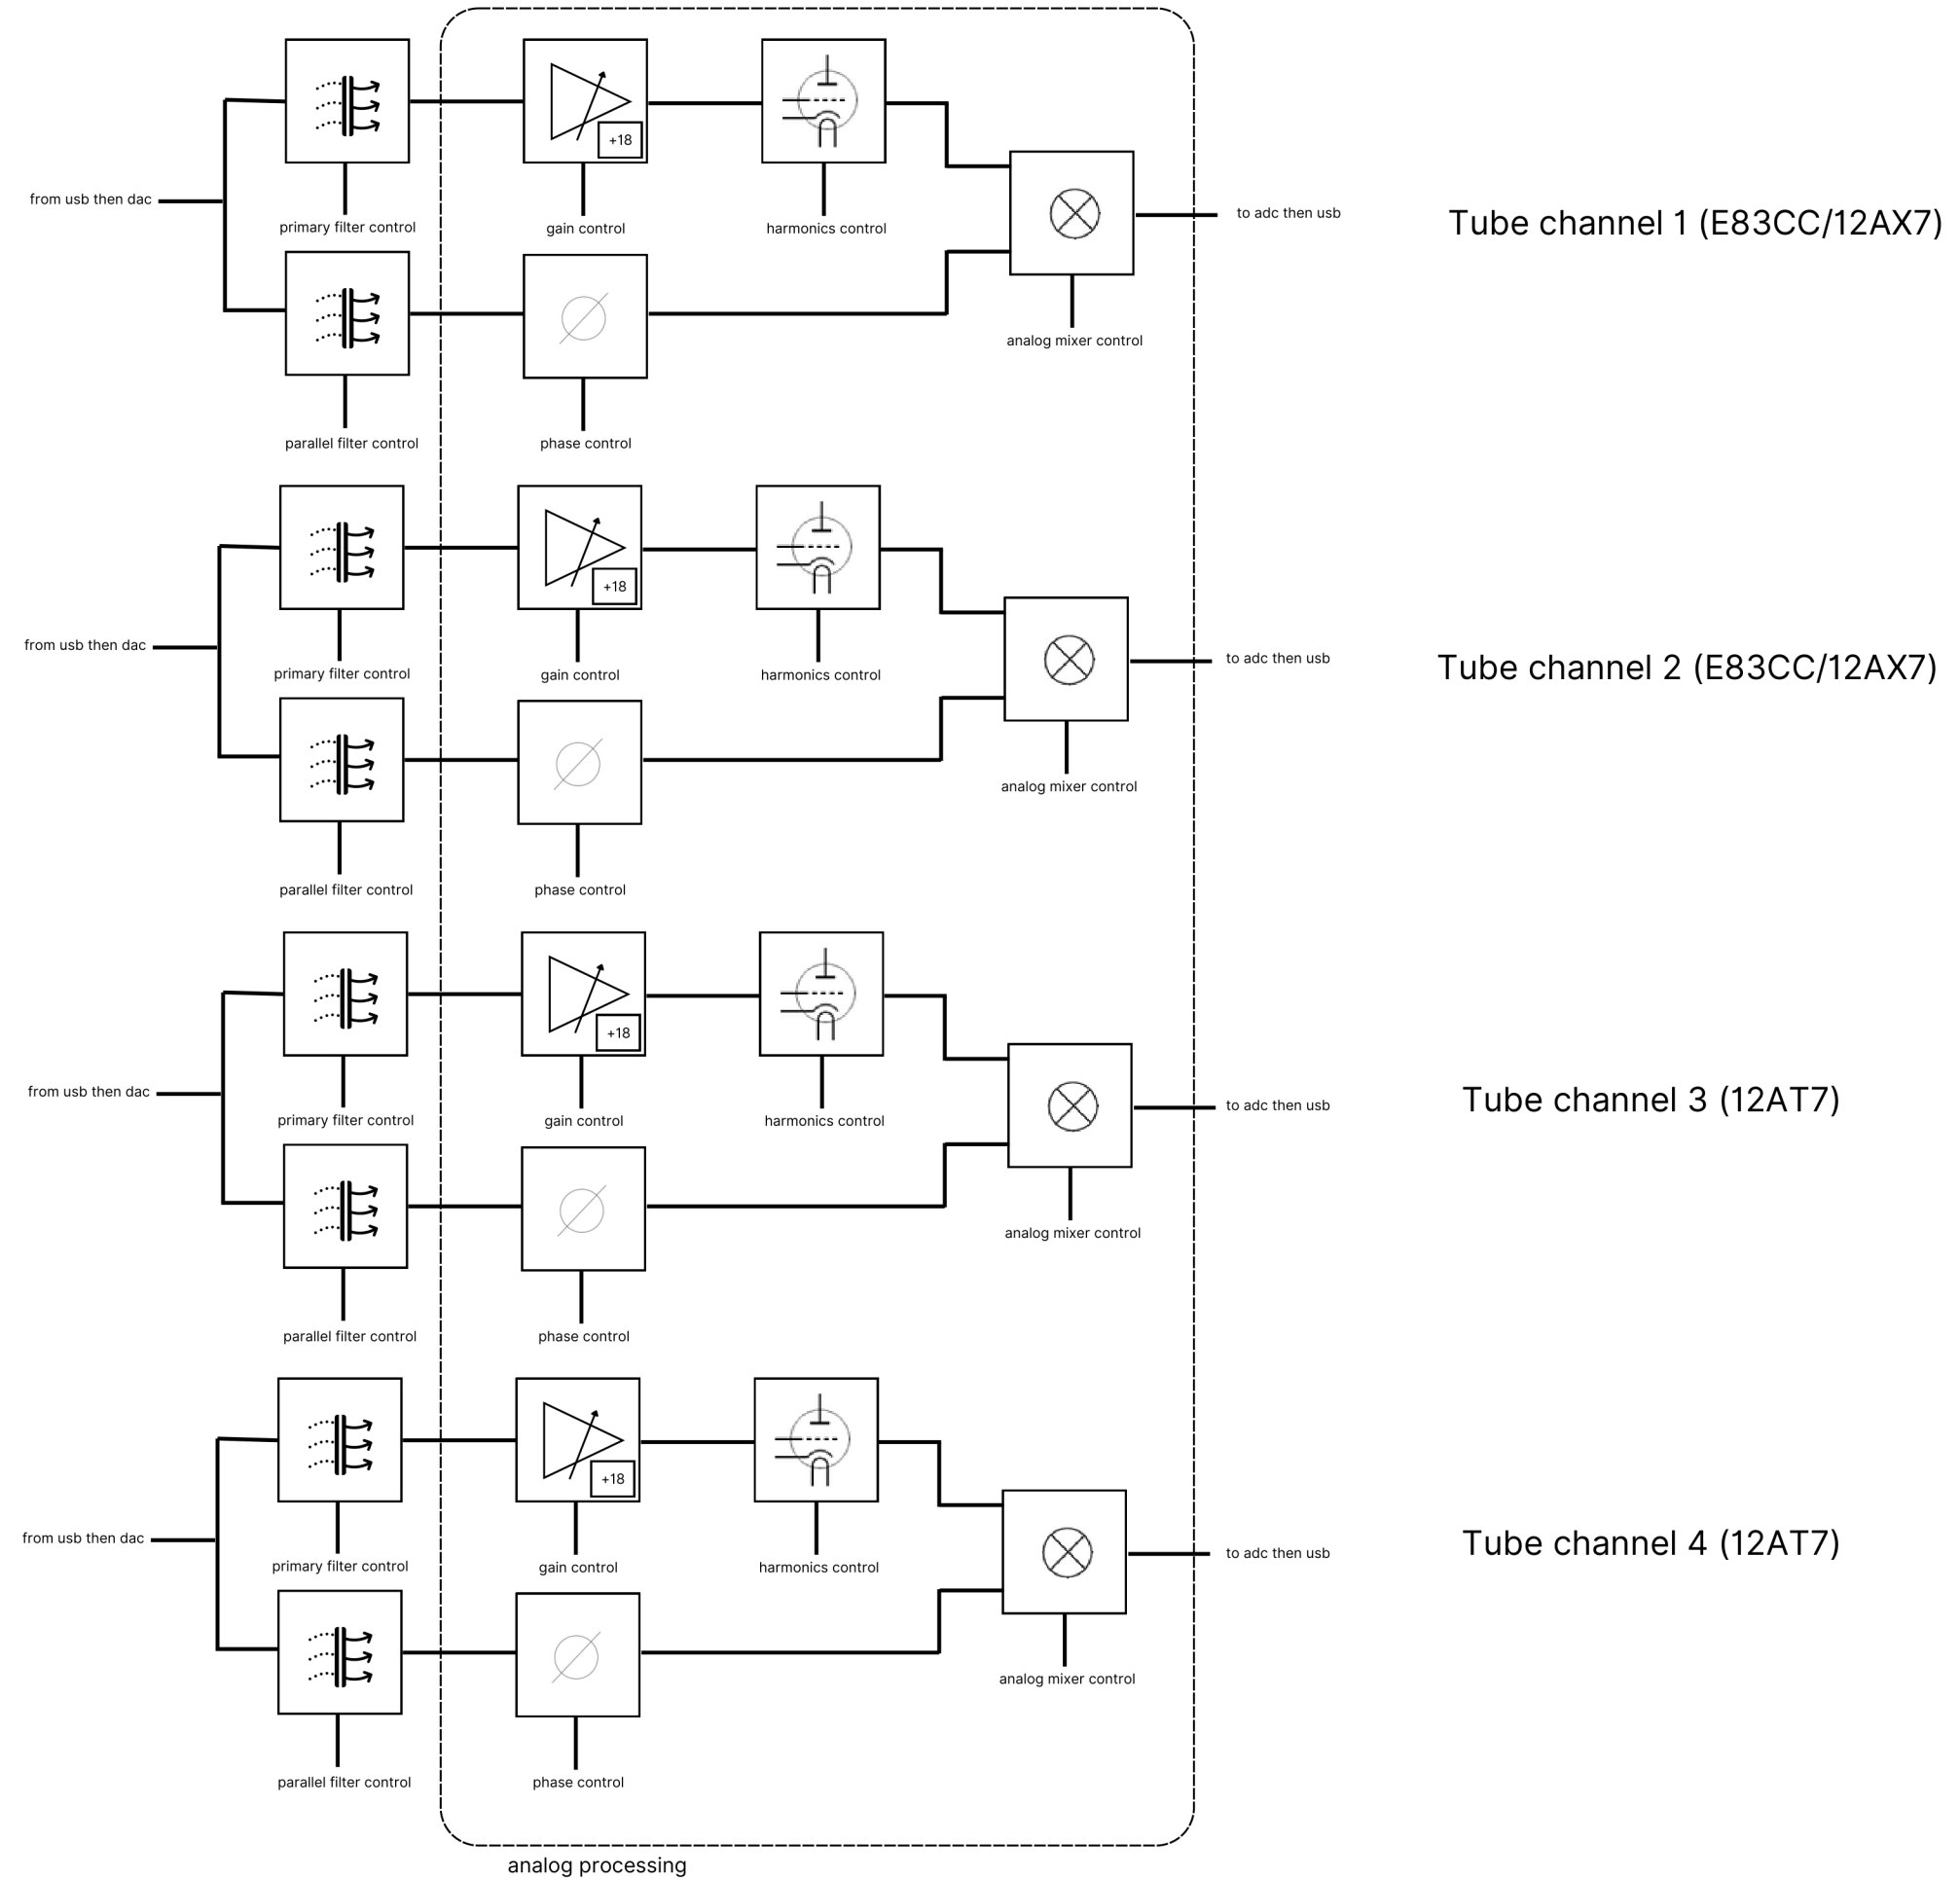 +18
from usb then dac
primary filter control
gain control
harmonics control
to adc then usb
Tube channel 1 (E83CC/12AX7)
analog mixer control
parallel filter control
phase control
+18
from usb then dac
primary filter control
gain control
harmonics control
to adc then usb
Tube channel 2 (E83CC/12AX7)
analog mixer control
parallel filter control
phase control
+18
from usb then dac
primary filter control
gain control
harmonics control
to adc then usb
Tube channel 3 (12AT7)
analog mixer control
parallel filter control
phase control
+18
from usb then dac
primary filter control
gain control
harmonics control
to adc then usb
Tube channel 4 (12AT7)
analog mixer control
parallel filter control
phase control
analog processing